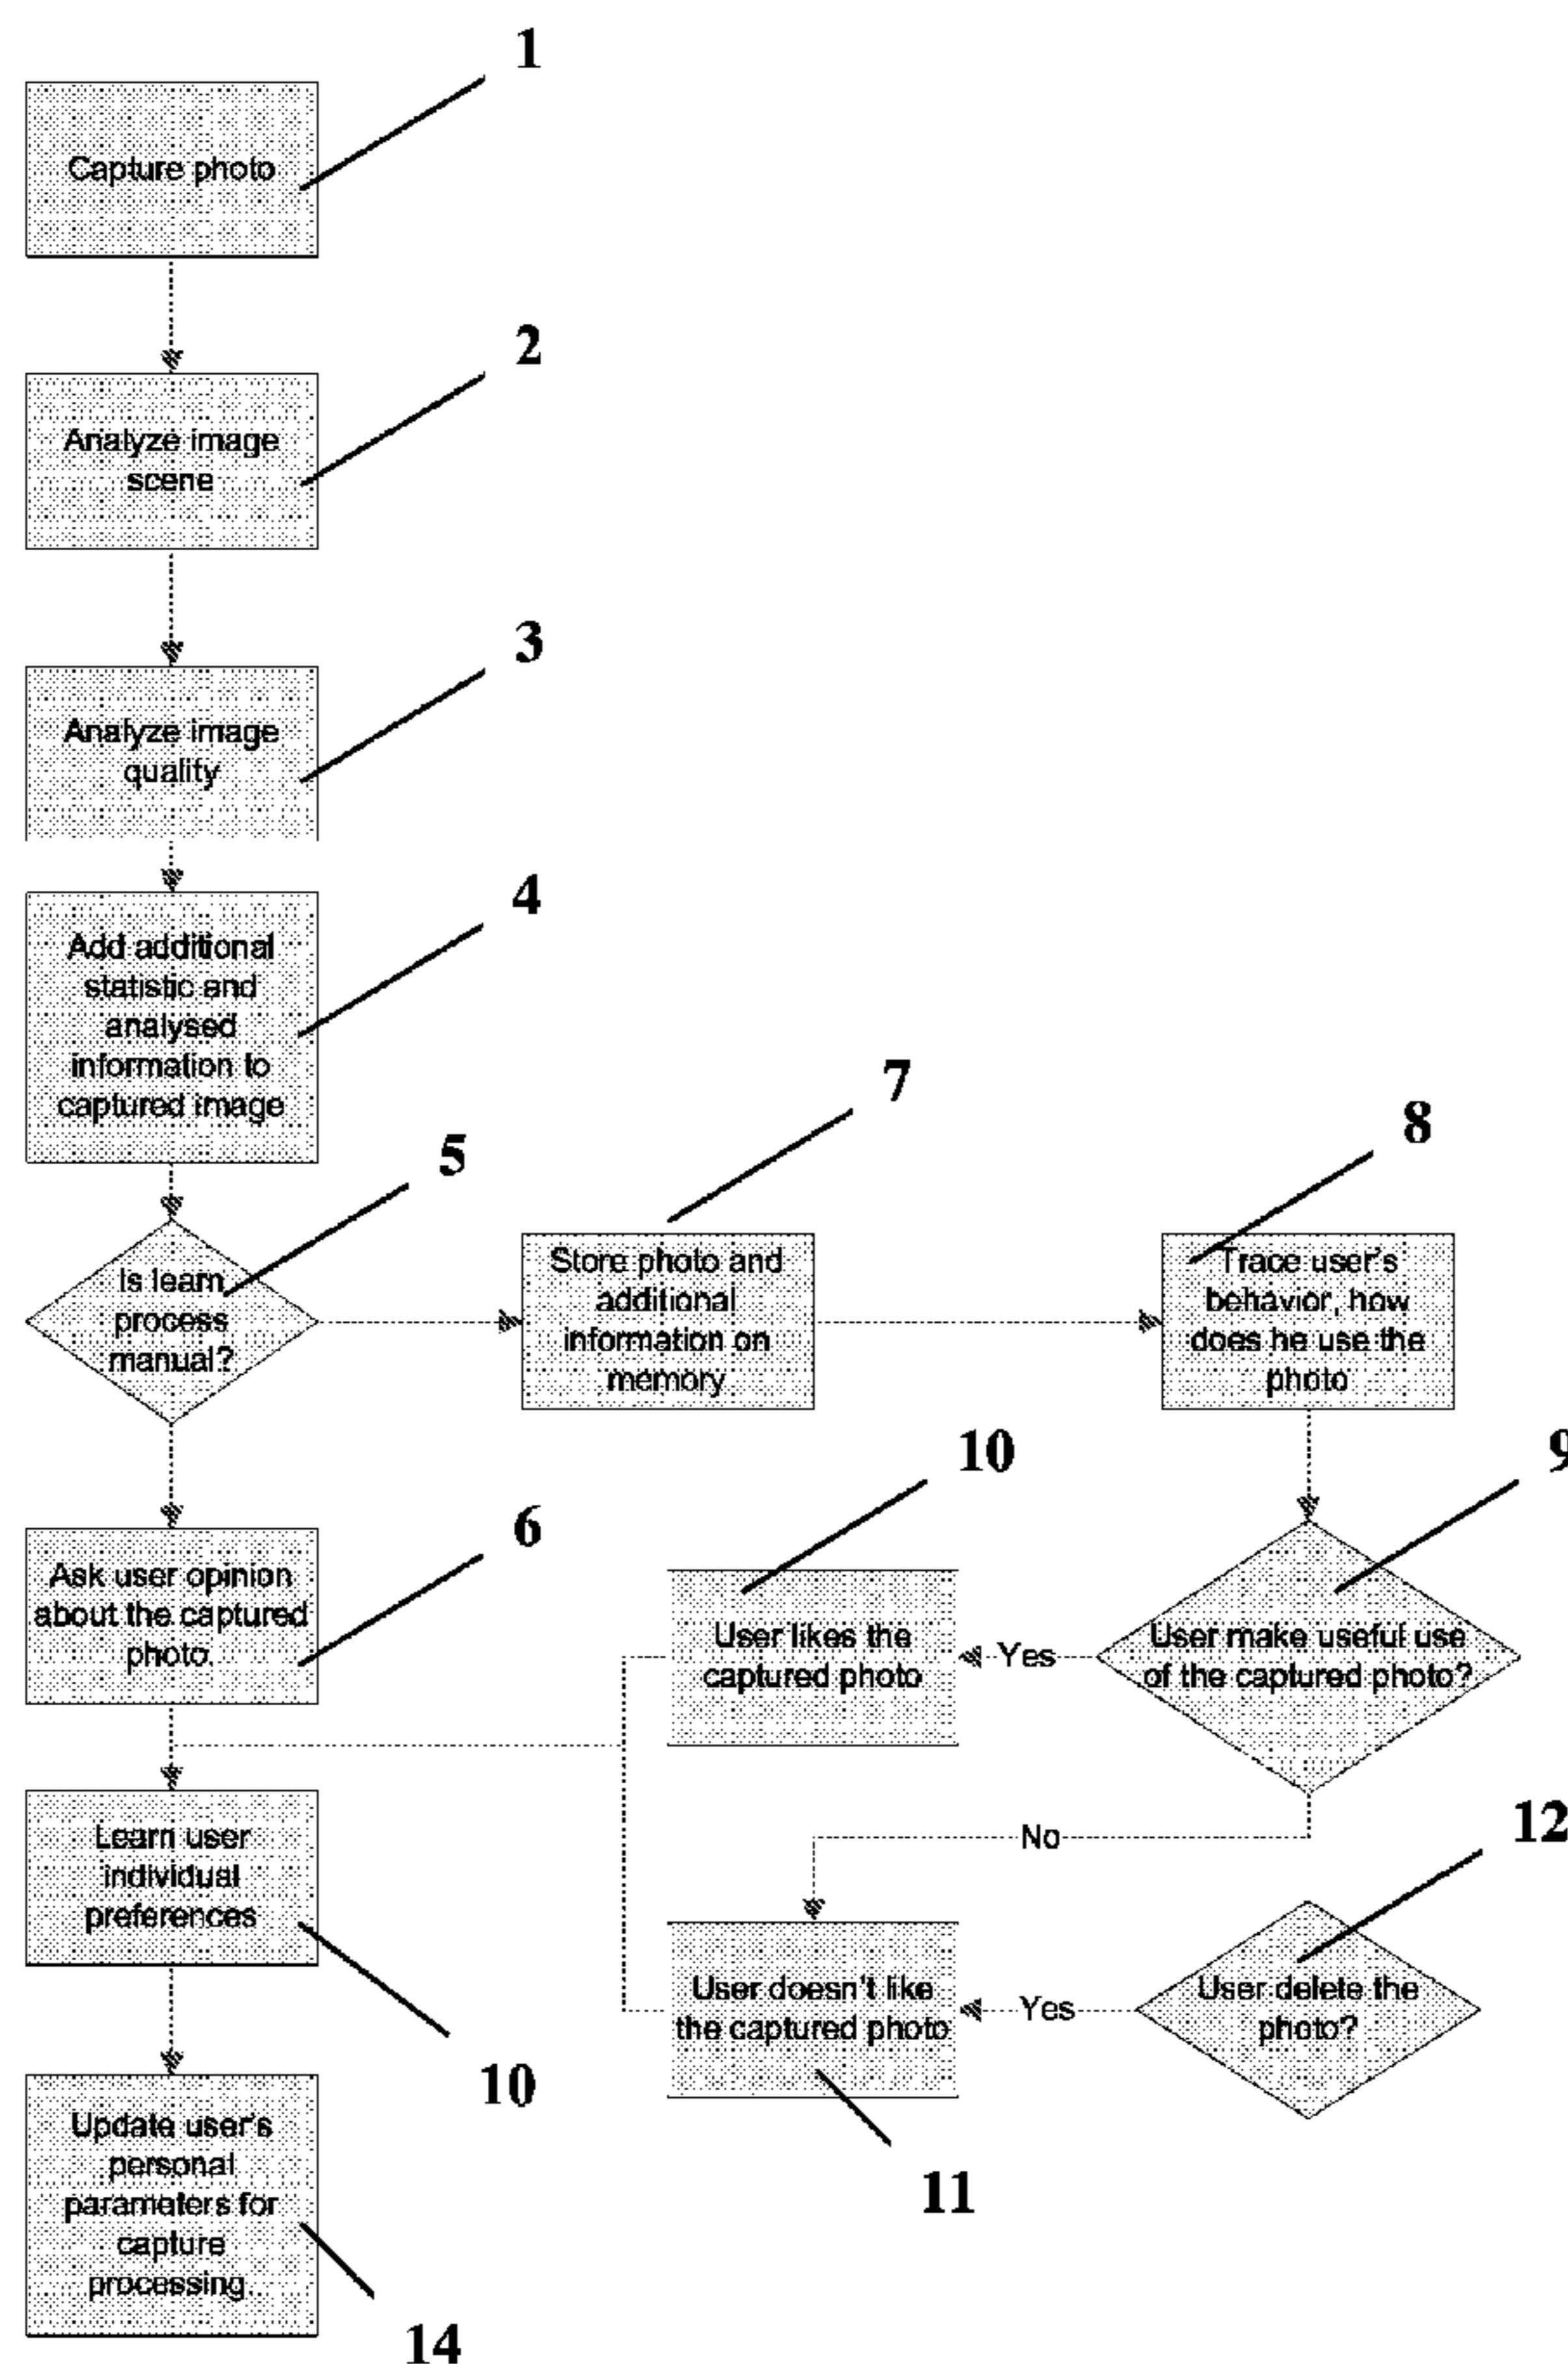 1
Capture photo
2
Analyze image
scene
3
Analyze image
quality
4
Add additional
statistic and
analysed
information to
captured image
5
Is learn
process
manual?
7
Store photo and
additional
information on
memory
8
Trace user's
behavior, how
does he use the
photo
9
User make useful use
of the captured photo?
Yes
10
User likes the
captured photo
6
Ask user opinion
about the captured
photo.
No
12
User delete the
photo?
Yes
User doesn't like
the captured photo
11
Learn user
individual
preferences
10
Update user's
personal
parameters for
capture
processing.
14